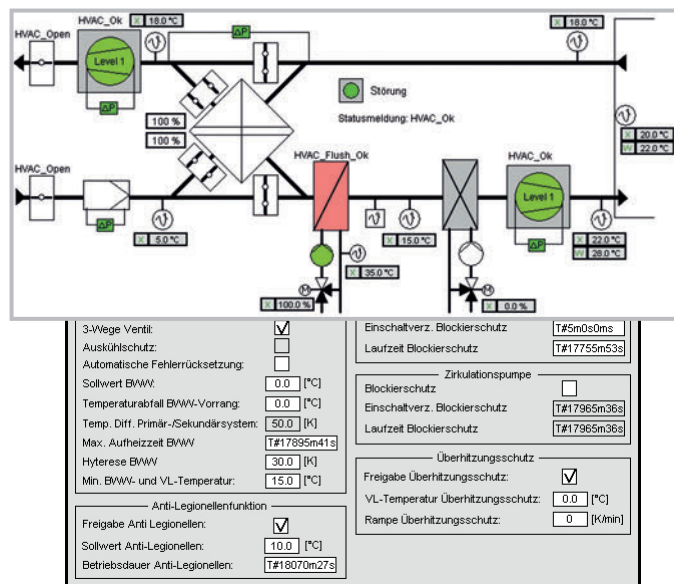 HVAC_Ok X 18.0 °C X 18.0 °C
HVAC_Open ΔP
Level 1
ΔP
Störung
100 %
100 %
Statusmeldung: HVAC_Ok
X 20.0 °C
W 22.0 °C
HVAC_Open HVAC_Flush_Ok HVAC_Ok
Level 1
ΔP X 5.0 °C X 15.0 °C ΔP X 22.0 °C
W 28.0 °C
X 35.0 °C
M M
X 100.0 % X 0.0 %
3-Wege Ventil:
Auskühlschutz:
Automatische Fehlerrücksetzung:
Sollwert BWW: 0.0 [°C]
Temperaturabfall BWW-Vorrang: 0.0 [°C]
Temp. Diff. Primär-/Sekundärsystem: 50.0 [K]
Max. Aufheizzeit BWW T#17895m41s
Hyterese BWW 30.0 [K]
Min. BWW- und VL-Temperatur: 15.0 [°C]
Anti-Legionellenfunktion
Freigabe Anti Legionellen:
Sollwert Anti-Legionellen: 10.0 [°C]
Betriebsdauer Anti-Legionellen: T#18070m27s
Einschaltverz. Blockierschutz T#5m0s0ms
Laufzeit Blockierschutz T#17755m53s
Zirkulationspumpe
Blockierschutz
Einschaltverz. Blockierschutz T#17965m36s
Laufzeit Blockierschutz T#17965m36s
Überhitzungsschutz
Freigabe Überhitzungsschutz:
VL-Temperatur Überhitzungsschutz: 0.0 [°C]
Rampe Überhitzungsschutz: 0 [K/min]